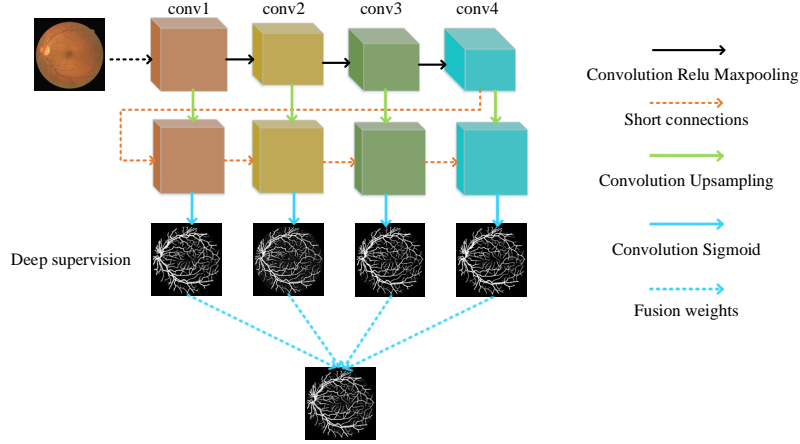 conv1
conv2
conv3
conv4
Convolution Relu Maxpooling
Short connections
Convolution Upsampling
Deep supervision
Convolution Sigmoid
Fusion weights